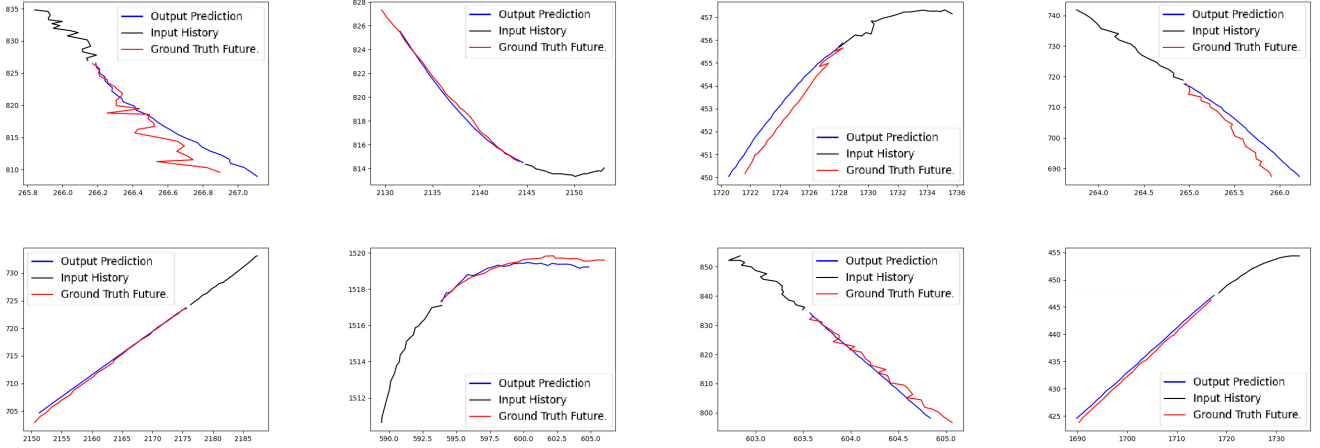 835
830
825
820
815
810
265.8 266.0 266.2 266.4 266.6 266.8 267.0
Output Prediction
Input History
Ground Truth Future.
828
826
824
822
820
818
816
814
2130 2135 2140 2145 2150
Output Prediction
Input History
Ground Truth Future.
457
456
455
454
453
452
451
450
1720 1722 1724 1726 1728 1730 1732 1734 1736
Output Prediction
Input History
Ground Truth Future.
740
730
720
710
700
690
264.0 264.5 265.0 265.5 266.0
Output Prediction
Input History
Ground Truth Future.
730
725
720
715
710
705
2150 2155 2160 2165 2170 2175 2180 2185
Output Prediction
Input History
Ground Truth Future.
1520
1518
1516
1514
1512
590.0 592.5 595.0 597.5 600.0 602.5 605.0
Output Prediction
Input History
Ground Truth Future.
850
840
830
820
810
800
603.0 603.5 604.0 604.5 605.0
Output Prediction
Input History
Ground Truth Future.
455
450
445
440
435
430
425
1690 1700 1710 1720 1730
Output Prediction
Input History
Ground Truth Future.